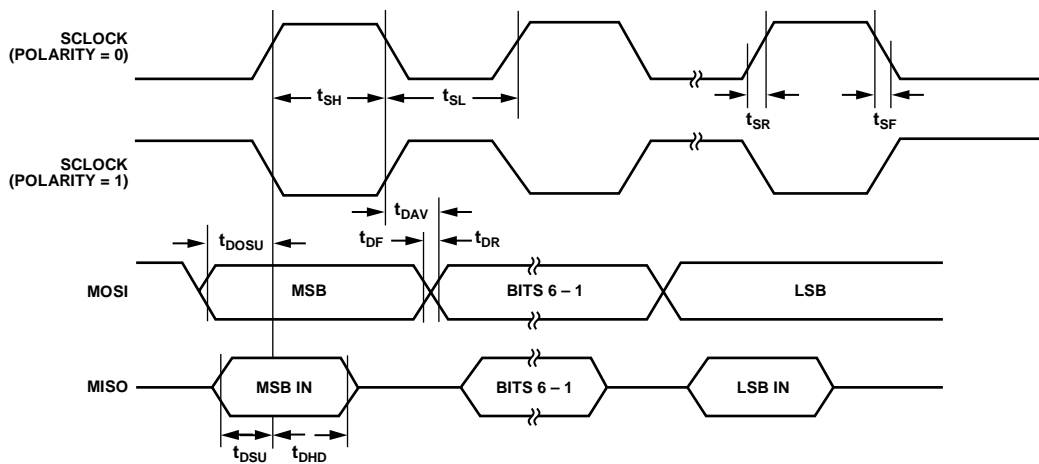 SCLOCK
(POLARITY = 0)
tSH
tSL
tSR
tSF
SCLOCK
(POLARITY = 1)
tDAV
tDOSU
tDF
tDR
MOSI
MSB
BITS 6 – 1
LSB
MISO
MSB IN
BITS 6 – 1
LSB IN
tDSU
tDHD